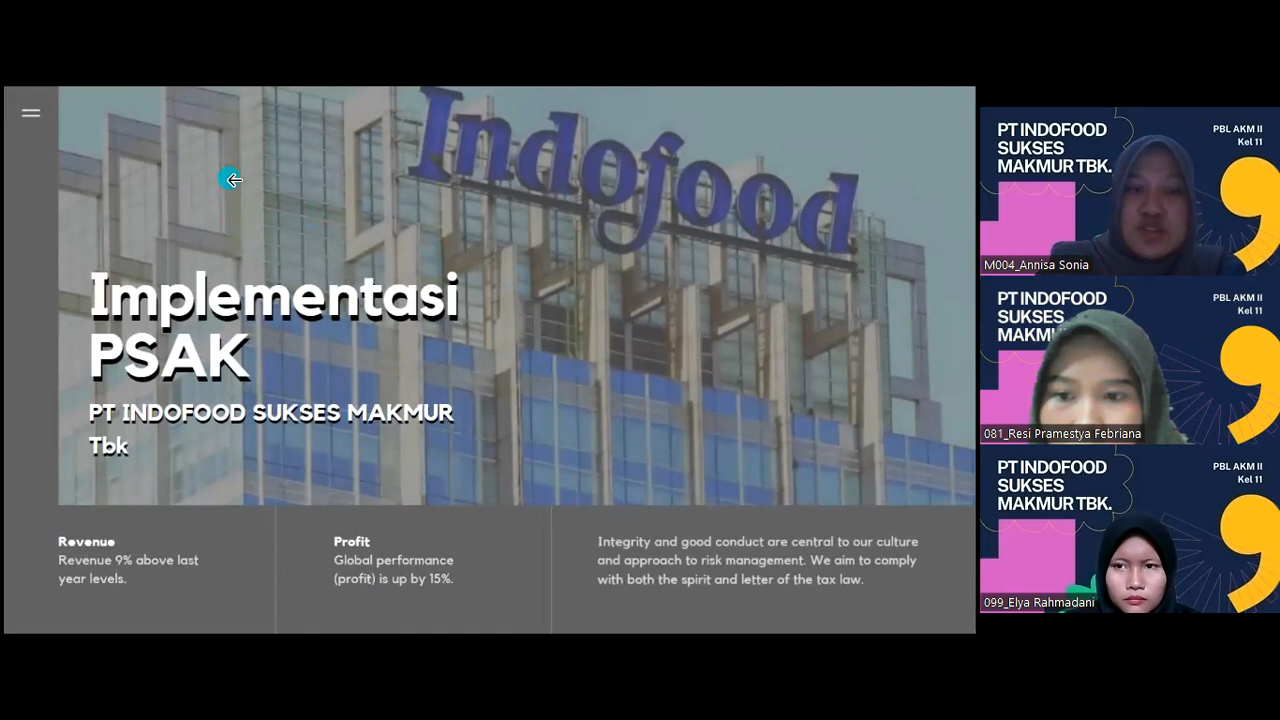 Indofood
Implementasi
PSAK
PT INDOFOOD SUKSES MAKMUR
Tbk
Revenue
Revenue 9% above last
year levels.
Profit
Global performance
(profit) is up by 15%.
Integrity and good conduct are central to our culture
and approach to risk management. We aim to comply
with both the spirit and letter of the tax law.
PT INDOFOOD
SUKSES
MAKMUR TBK.
PBL AKM II
Kel 11
M004_Annisa Sonia
PT INDOFOOD
SUKSES
MAKM
PBL AKM II
Kel 11
081_Resi Pramestya Febriana
PT INDOFOOD
SUKSES
MAKMUR TBK.
PBL AKM II
Kel 11
099_Elya Rahmadani